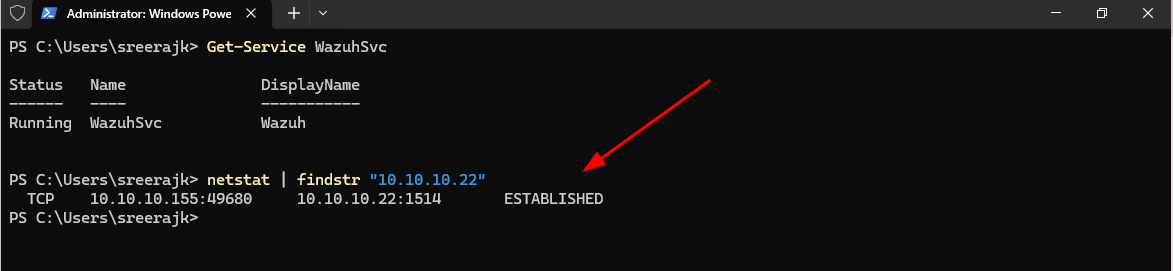 Administrator: Windows Powe
PS C:\Users\sreerajk> Get-Service WazuhSvc
Status   Name               DisplayName
------   ----               -----------
Running  WazuhSvc           Wazuh
PS C:\Users\sreerajk> netstat | findstr "10.10.10.22"
  TCP    10.10.10.155:49680     10.10.10.22:1514       ESTABLISHED
PS C:\Users\sreerajk>